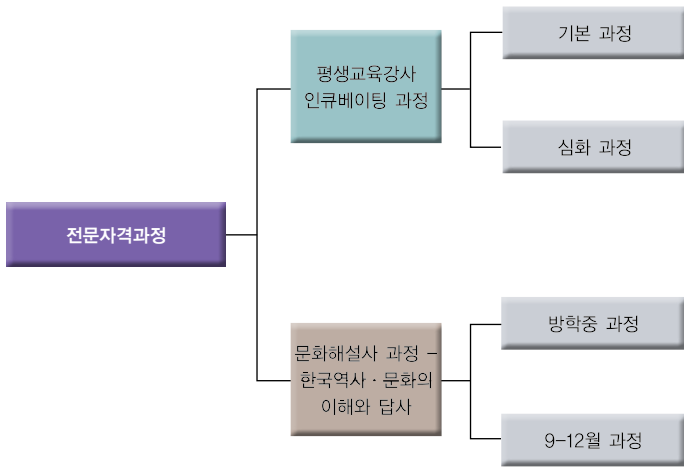 전문자격과정
평생교육강사
인큐베이팅 과정
기본 과정
심화 과정
문화해설사 과정 –
한국역사·문화의
이해와 답사
방학중 과정
9–12월 과정